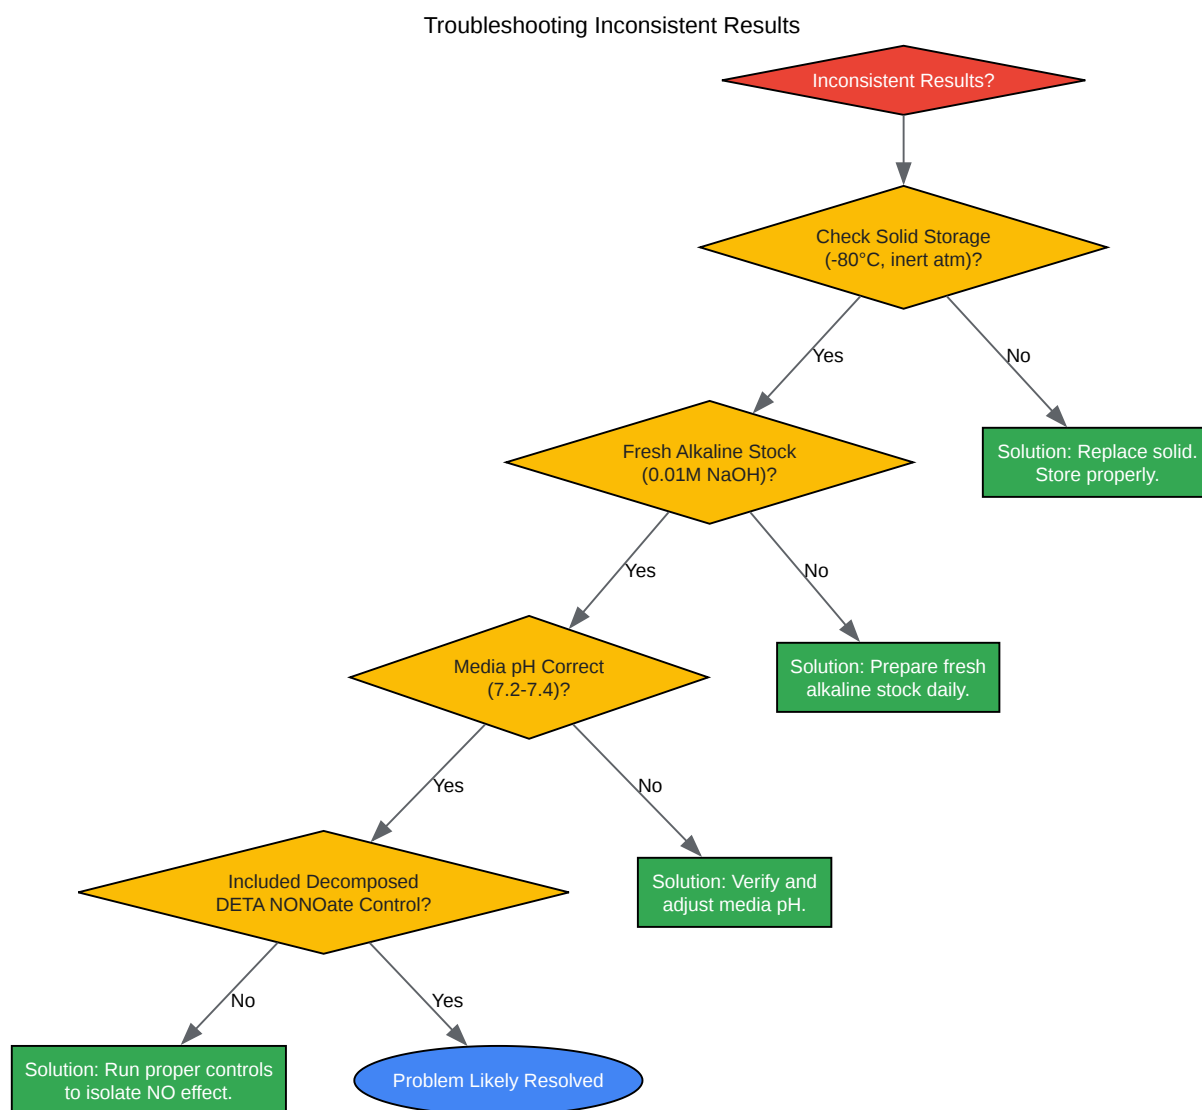 Troubleshooting Inconsistent Results
Inconsistent Results?
Check Solid Storage
(-80°C, inert atm)?
Yes
No
Fresh Alkaline Stock
(0.01M NaOH)?
Solution: Replace solid.
Store properly.
Yes
No
Media pH Correct
(7.2-7.4)?
Solution: Prepare fresh
alkaline stock daily.
Yes
No
Included Decomposed
DETA NONOate Control?
Solution: Verify and
adjust media pH.
No
Yes
Solution: Run proper controls
to isolate NO effect.
Problem Likely Resolved